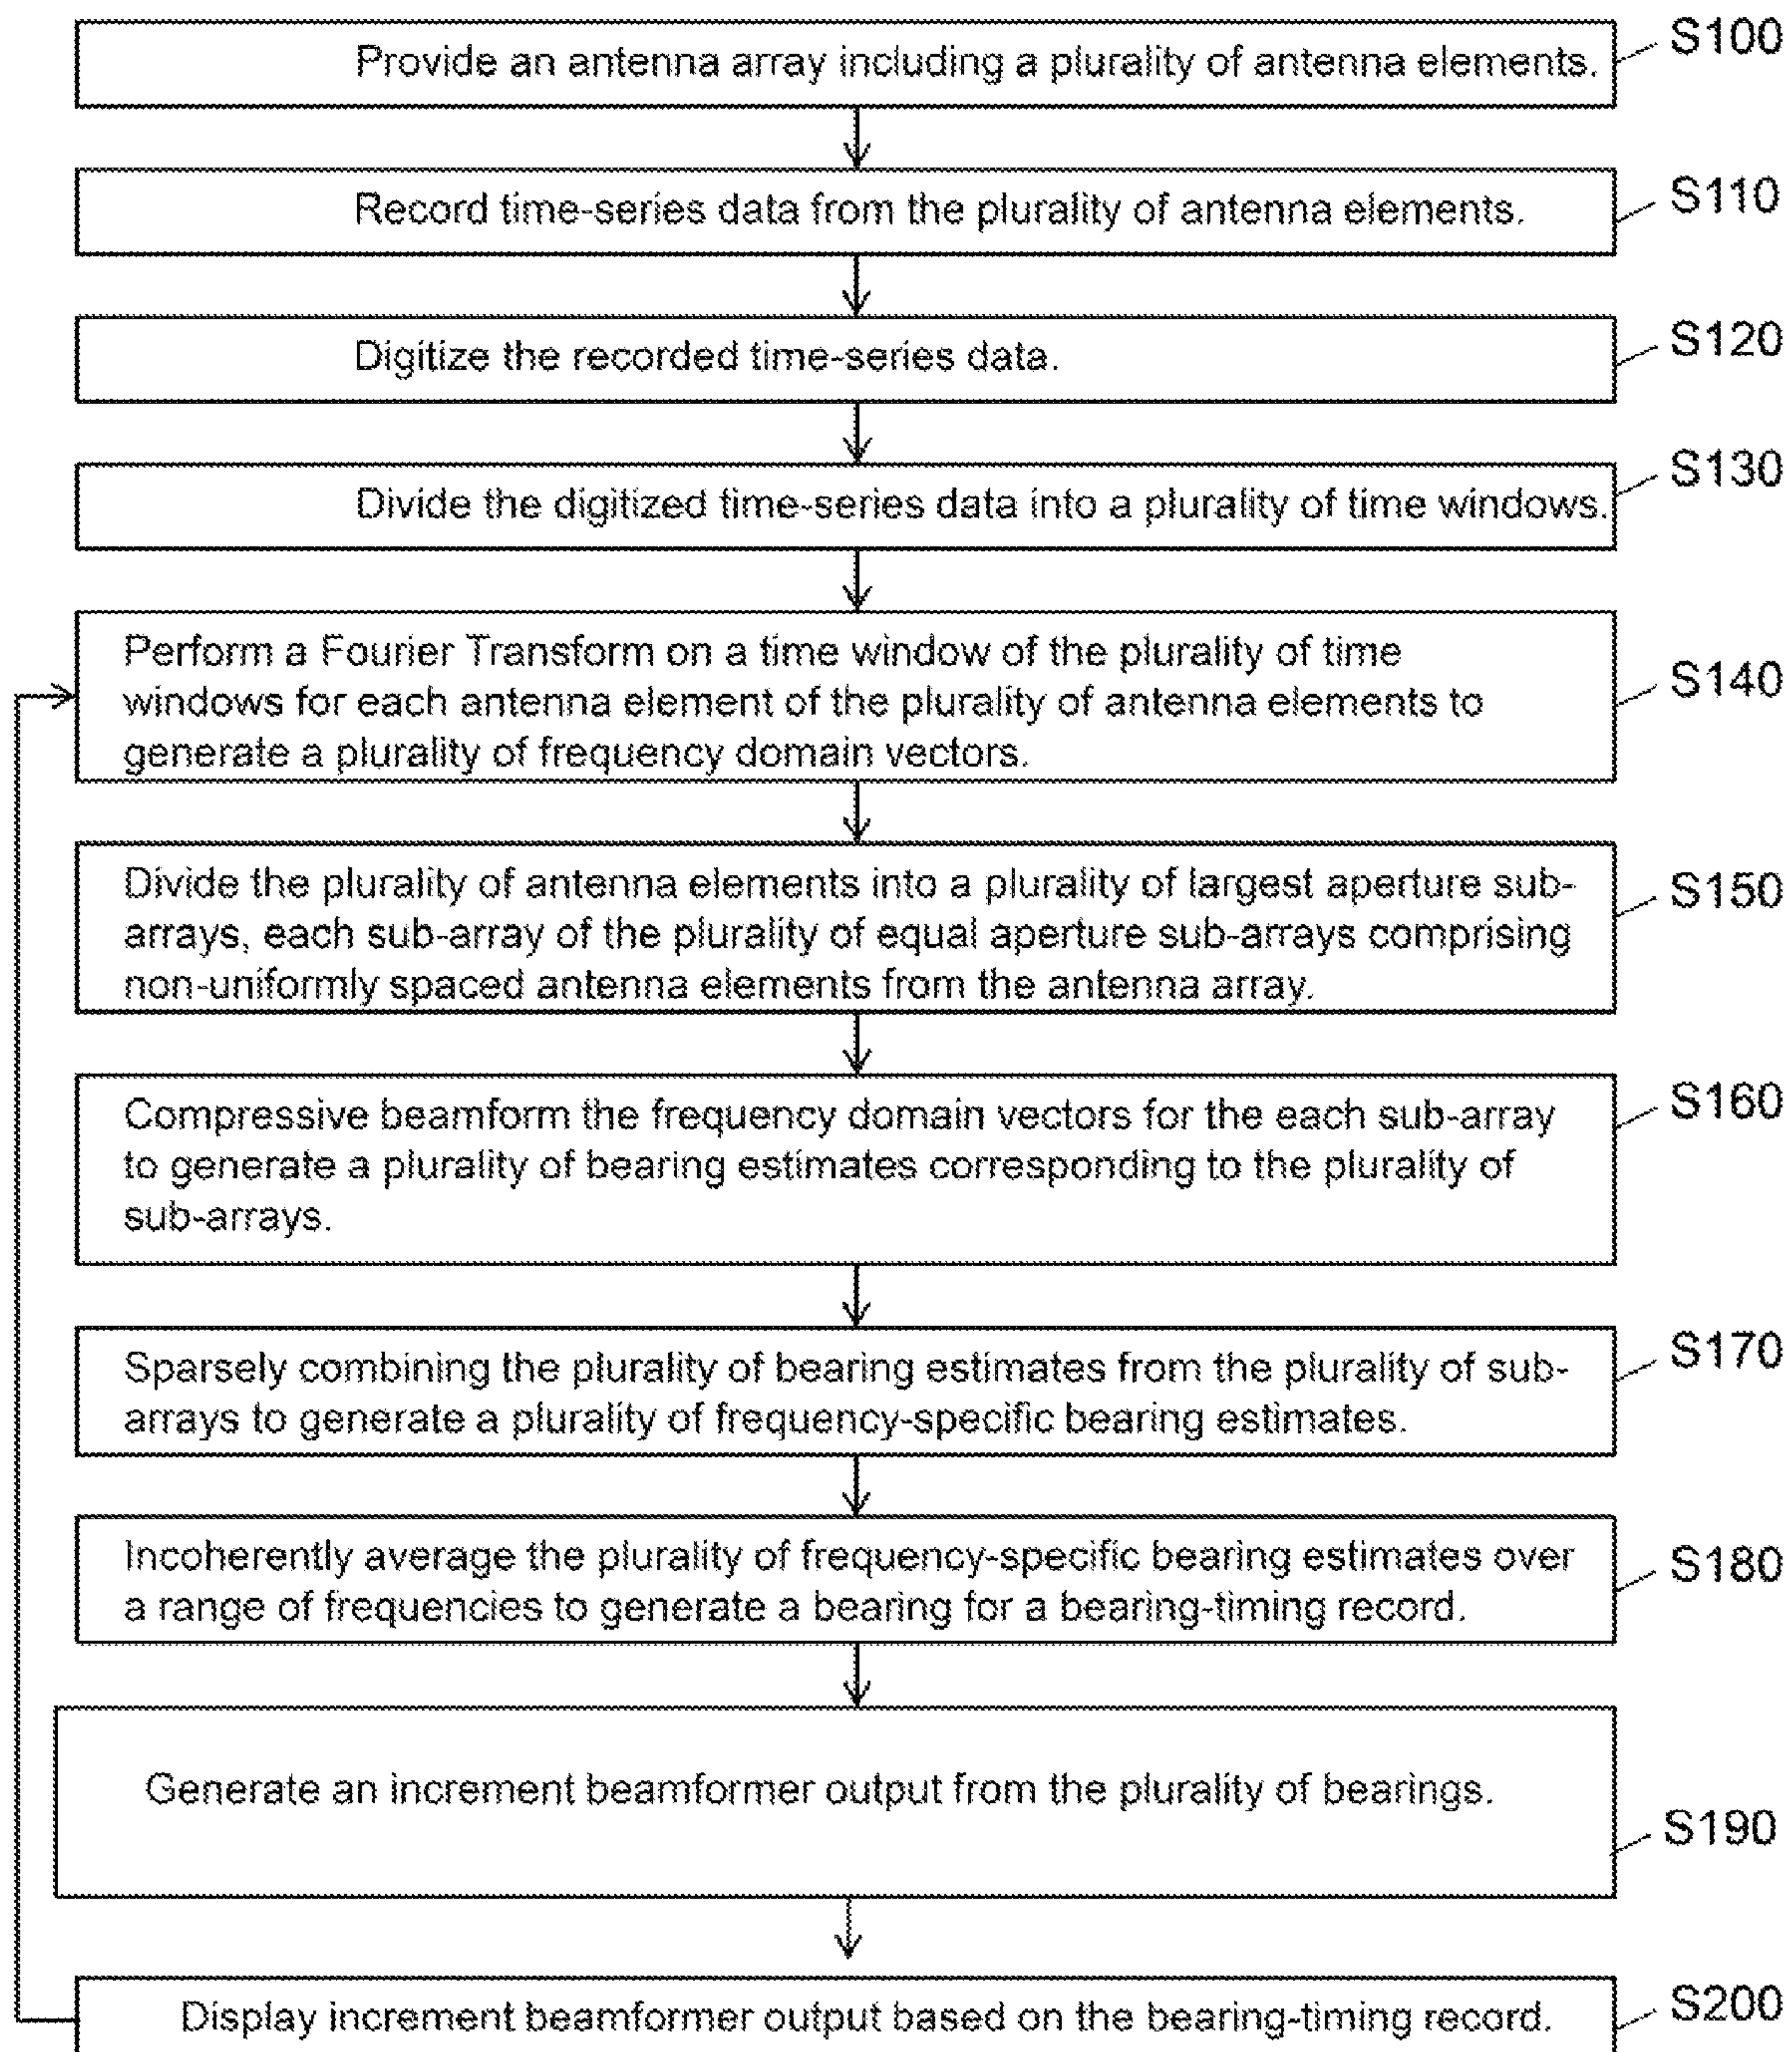 Provide an antenna array including a plurality of antenna elements.
S100
Record time-series data from the plurality of antenna elements.
S110
Digitize the recorded time-series data.
S120
Divide the digitized time-series data into a plurality of time windows.
S130
Perform a Fourier Transform on a time window of the plurality of time
windows for each antenna element of the plurality of antenna elements to
generate a plurality of frequency domain vectors.
S140
Divide the plurality of antenna elements into a plurality of largest aperture sub-
arrays, each sub-array of the plurality of equal aperture sub-arrays comprising
non-uniformly spaced antenna elements from the antenna array.
S150
Compressive beamform the frequency domain vectors for the each sub-array
to generate a plurality of bearing estimates corresponding to the plurality of
sub-arrays.
S160
Sparsely combining the plurality of bearing estimates from the plurality of sub-
arrays to generate a plurality of frequency-specific bearing estimates.
S170
Incoherently average the plurality of frequency-specific bearing estimates over
a range of frequencies to generate a bearing for a bearing-timing record.
S180
Generate an increment beamformer output from the plurality of bearings.
S190
Display increment beamformer output based on the bearing-timing record.
S200